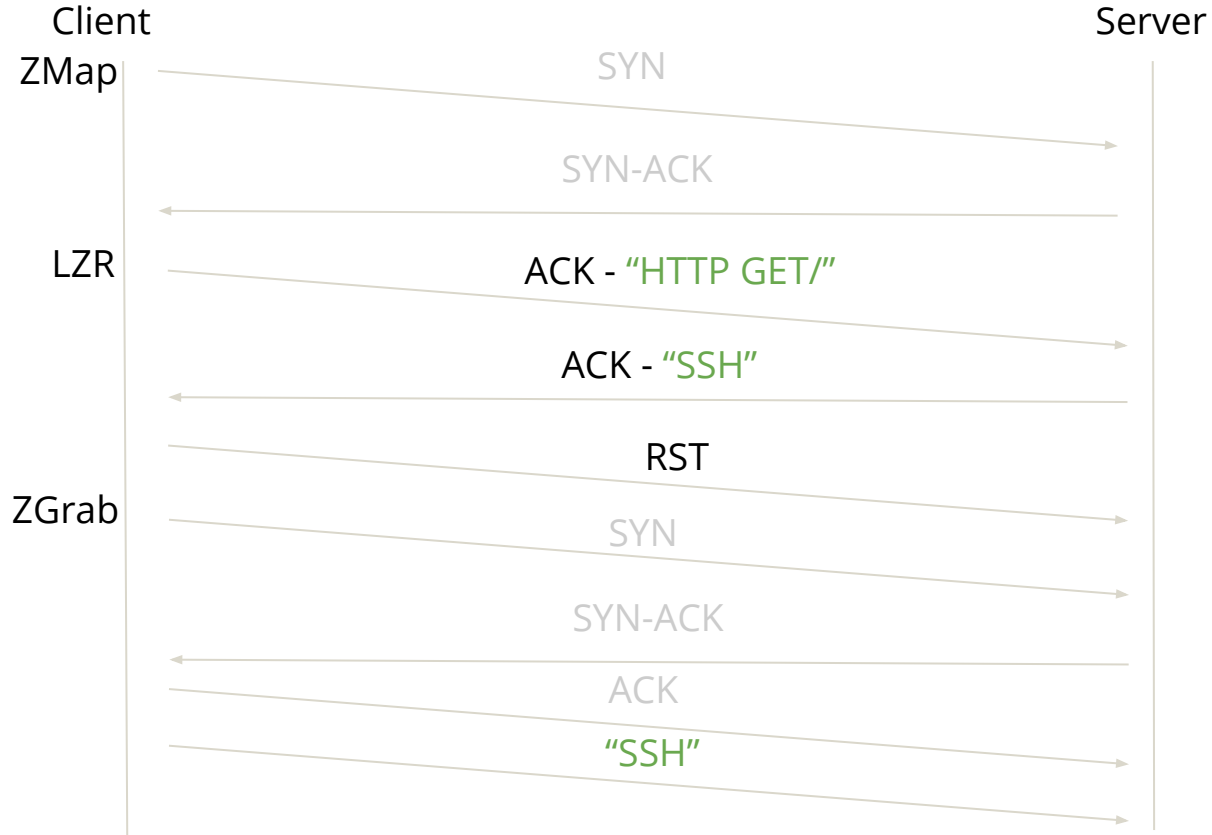 Client
Server
ZMap
SYN
SYN-ACK
LZR
ACK - “HTTP GET/”
ACK - “SSH”
RST
ZGrab
SYN
SYN-ACK
ACK
“SSH”